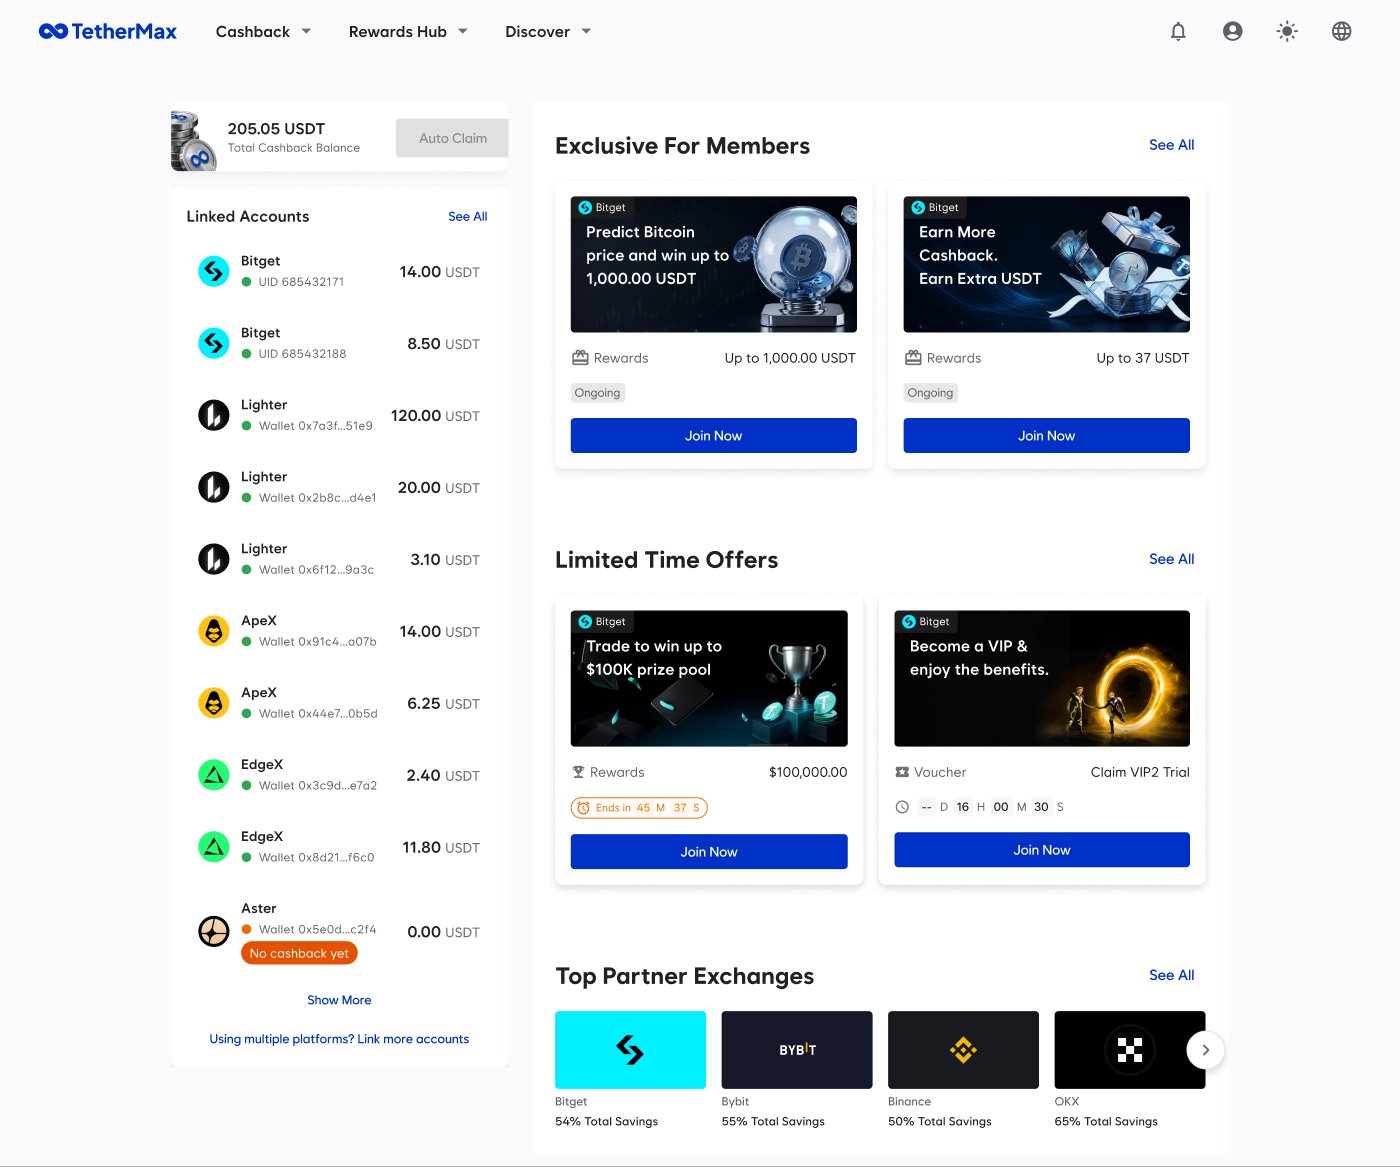 TetherMax
Cashback
Rewards Hub
Discover
205.05 USDT
Total Cashback Balance
Auto Claim
Linked Accounts
See All
Bitget
UID 685432171
14.00 USDT
Bitget
UID 685432188
8.50 USDT
Lighter
Wallet 0x7a3f...51e9
120.00 USDT
Lighter
Wallet 0x2b8c...d4e1
20.00 USDT
Lighter
Wallet 0x6f12...9a3c
3.10 USDT
ApeX
Wallet 0x91c4...a07b
14.00 USDT
ApeX
Wallet 0x44e7...0b5d
6.25 USDT
EdgeX
Wallet 0x3c9d...e7a2
2.40 USDT
EdgeX
Wallet 0x8d21...f6c0
11.80 USDT
Aster
Wallet 0x5e0d...c2f4
No cashback yet
0.00 USDT
Show More
Using multiple platforms? Link more accounts
Exclusive For Members
See All
Bitget
Predict Bitcoin
price and win up to
1,000.00 USDT
Rewards
Up to 1,000.00 USDT
Ongoing
Join Now
Bitget
Earn More
Cashback.
Earn Extra USDT
Rewards
Up to 37 USDT
Ongoing
Join Now
Limited Time Offers
See All
Bitget
Trade to win up to
$100K prize pool
Rewards
$100,000.00
Ends in 45 M 37 S
Join Now
Bitget
Become a VIP &
enjoy the benefits.
Voucher
Claim VIP2 Trial
-- D 16 H 00 M 30 S
Join Now
Top Partner Exchanges
See All
Bitget
54% Total Savings
BYBIT
Bybit
55% Total Savings
Binance
50% Total Savings
OKX
65% Total Savings